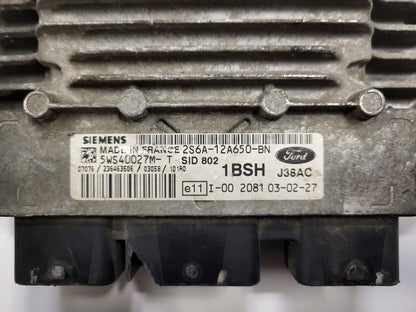 SIEMENS
MADE IN FRANCE 2S6A-12A650-BN
5WS40027M- T SID 802
Ford
1BSH J38AC
07076 / 236463506 / 03058 / 101R0
e11 I-00 2081 03-02-27